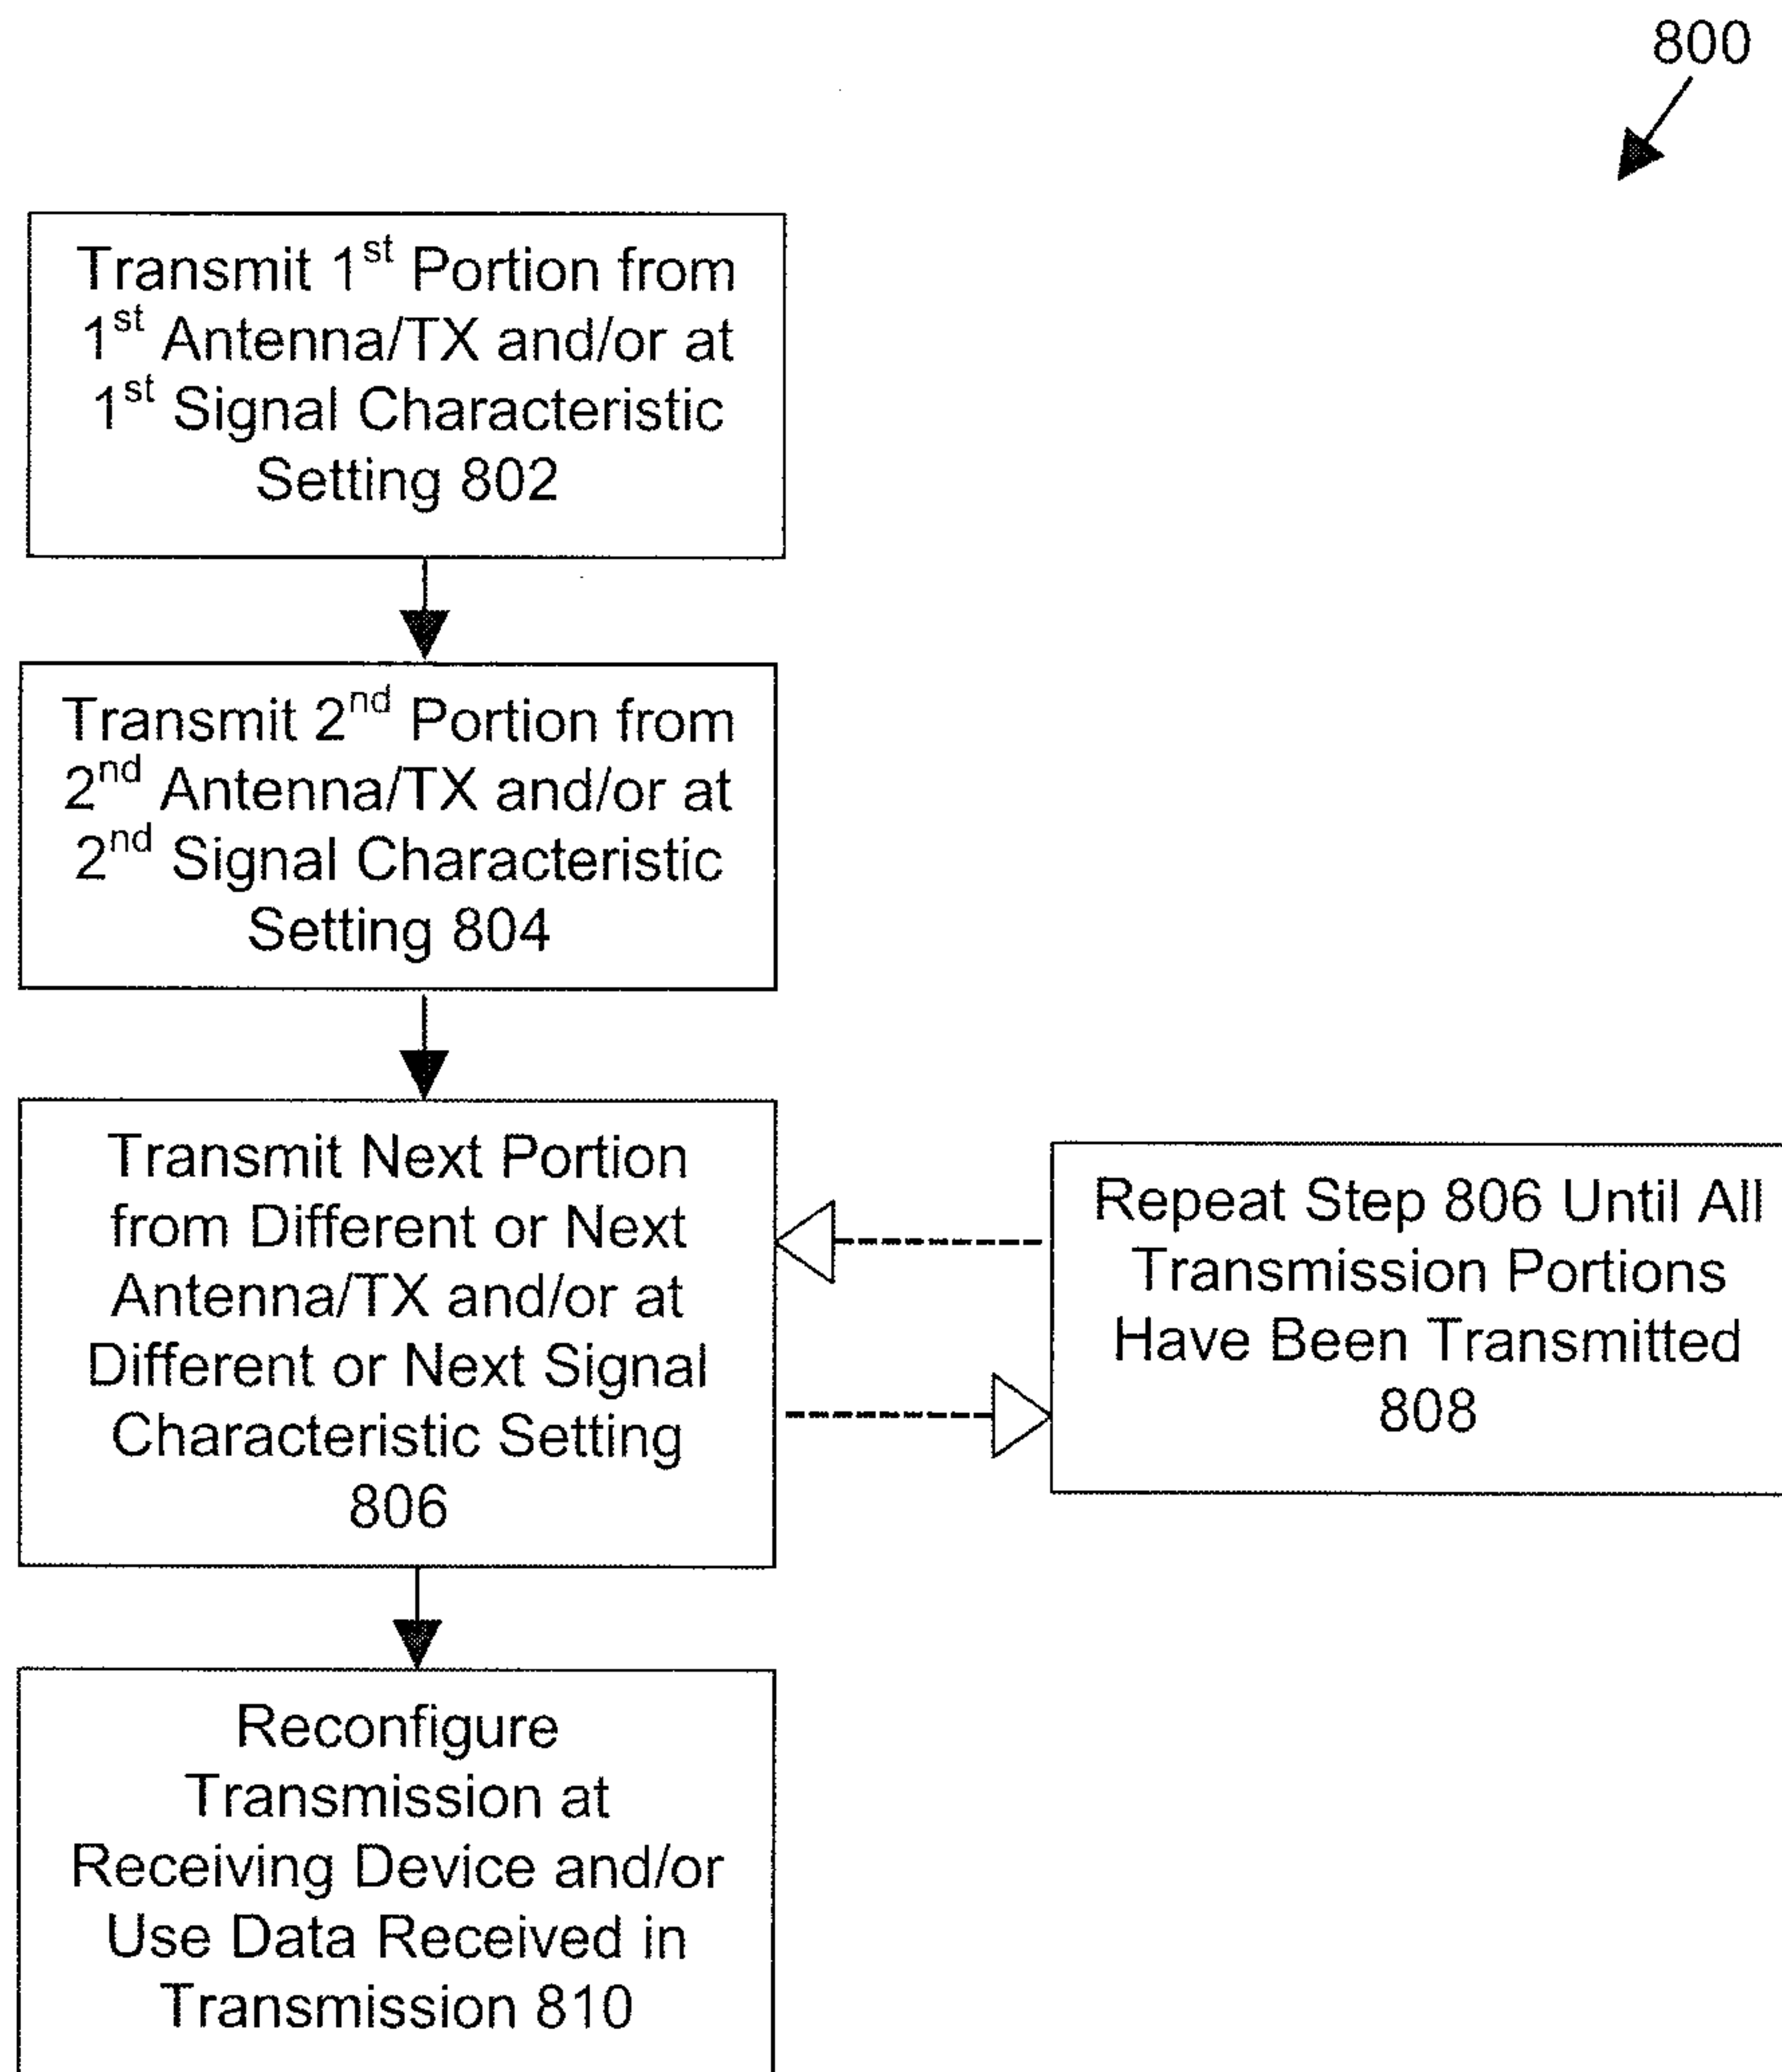 800
Transmit 1st Portion from
1st Antenna/TX and/or at
1st Signal Characteristic
Setting 802
Transmit 2nd Portion from
2nd Antenna/TX and/or at
2nd Signal Characteristic
Setting 804
Transmit Next Portion
from Different or Next
Antenna/TX and/or at
Different or Next Signal
Characteristic Setting
806
Repeat Step 806 Until All
Transmission Portions
Have Been Transmitted
808
Reconfigure
Transmission at
Receiving Device and/or
Use Data Received in
Transmission 810